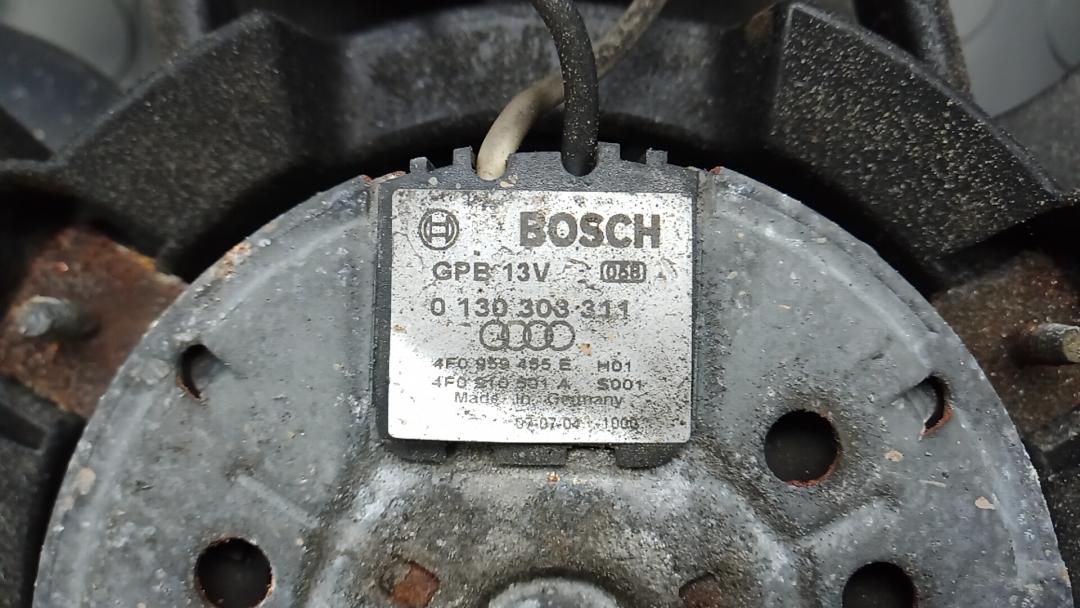 BOSCH
GPB 13V 068
0 130 303 311
4F0 959 455 E H01
4F0 910 501 A S001
Made in Germany
07-07-04 -1000